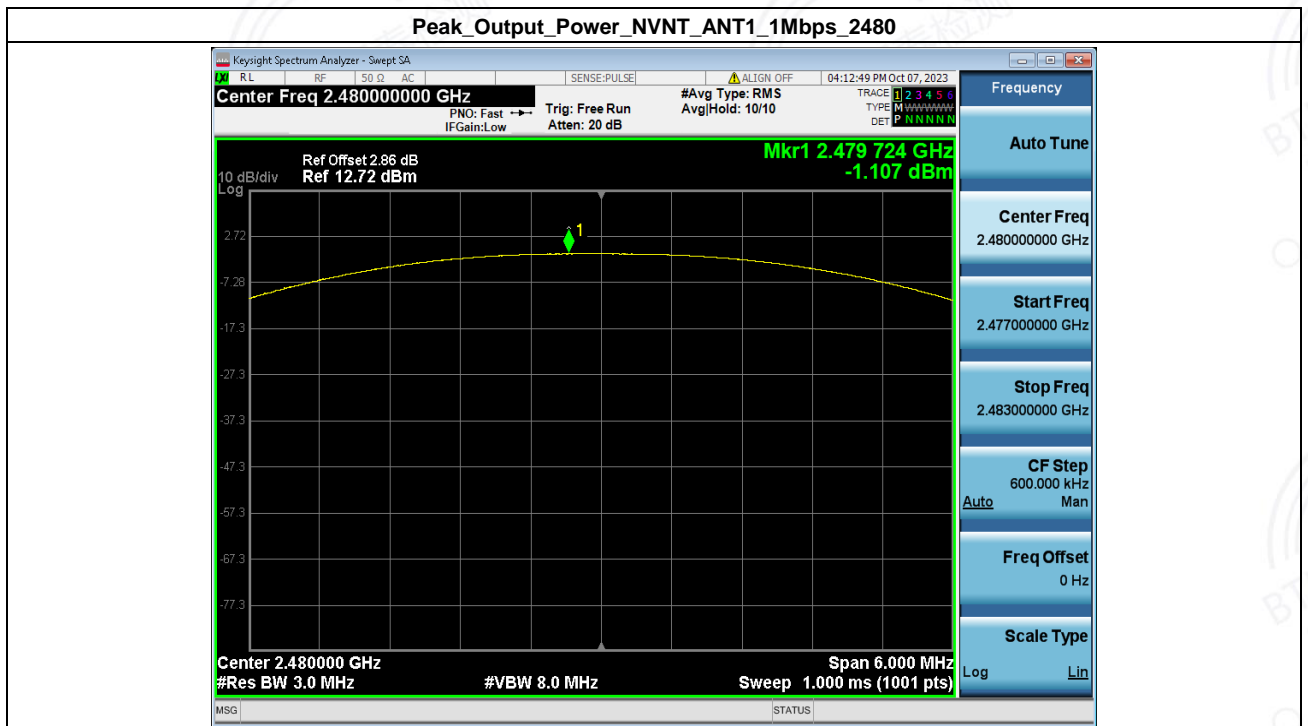 Peak_Output_Power_NVNT_ANT1_1Mbps_2480
Keysight Spectrum Analyzer - Swept SA
LXI RL RF 50 Ω AC SENSE:PULSE ALIGN OFF 04:12:49 PM Oct 07, 2023
Center Freq 2.480000000 GHz
PNO: Fast
IFGain:Low
Trig: Free Run
Atten: 20 dB
#Avg Type: RMS
Avg|Hold: 10/10
TRACE 1 2 3 4 5 6
TYPE M WWWWW
DET P N N N N N
Mkr1 2.479 724 GHz
-1.107 dBm
Ref Offset 2.86 dB
10 dB/div Ref 12.72 dBm
Log
1
2.72
-7.28
-17.3
-27.3
-37.3
-47.3
-57.3
-67.3
-77.3
Center 2.480000 GHz Span 6.000 MHz
#Res BW 3.0 MHz #VBW 8.0 MHz Sweep 1.000 ms (1001 pts)
MSG STATUS
Frequency
Auto Tune
Center Freq
2.480000000 GHz
Start Freq
2.477000000 GHz
Stop Freq
2.483000000 GHz
CF Step
600.000 kHz
Auto Man
Freq Offset
0 Hz
Scale Type
Log Lin